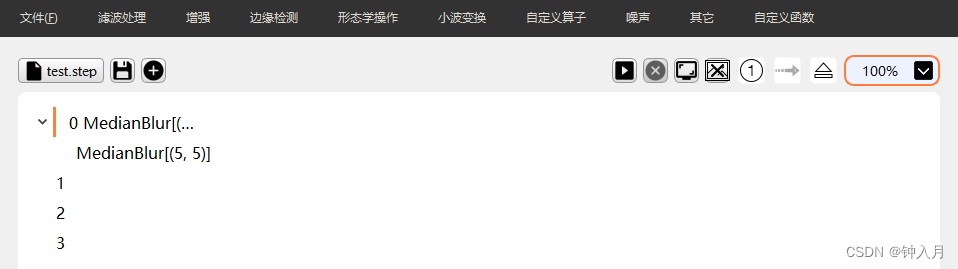 文件(F) 滤波处理 增强 边缘检测 形态学操作 小波变换 自定义算子 噪声 其它 自定义函数
test.step 1 100%
0 MedianBlur[(...
MedianBlur[(5, 5)]
1
2
3
CSDN @钟入月